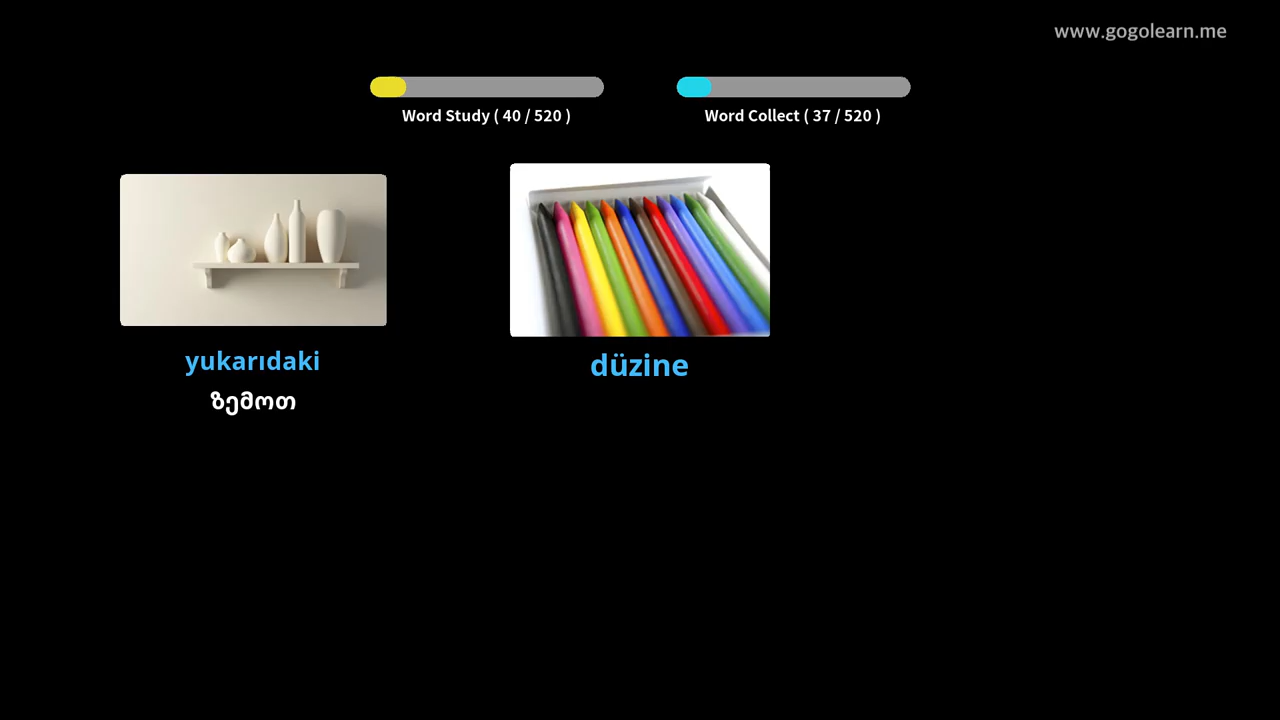 www.gogolearn.me
Word Study ( 40 / 520 )
Word Collect ( 37 / 520 )
yukarıdaki
ზემოთ
düzine